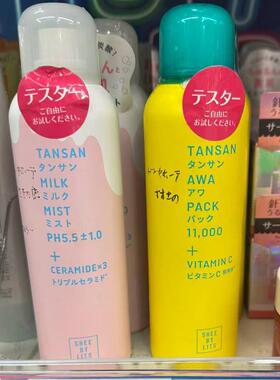 テスター
ご自由に
お試しください。
TANSAN
タンサン
MILK
ミルク
MIST
ミスト
PH5.5±1.0
+
CERAMIDE×3
トリプルセラミド
SHEE
BY
LITS
テスター
ご自由に
お試しください。
TANSAN
タンサン
AWA
アワ
PACK
パック
11,000
+
VITAMIN C
ビタミンC
SHEE
BY
LITS